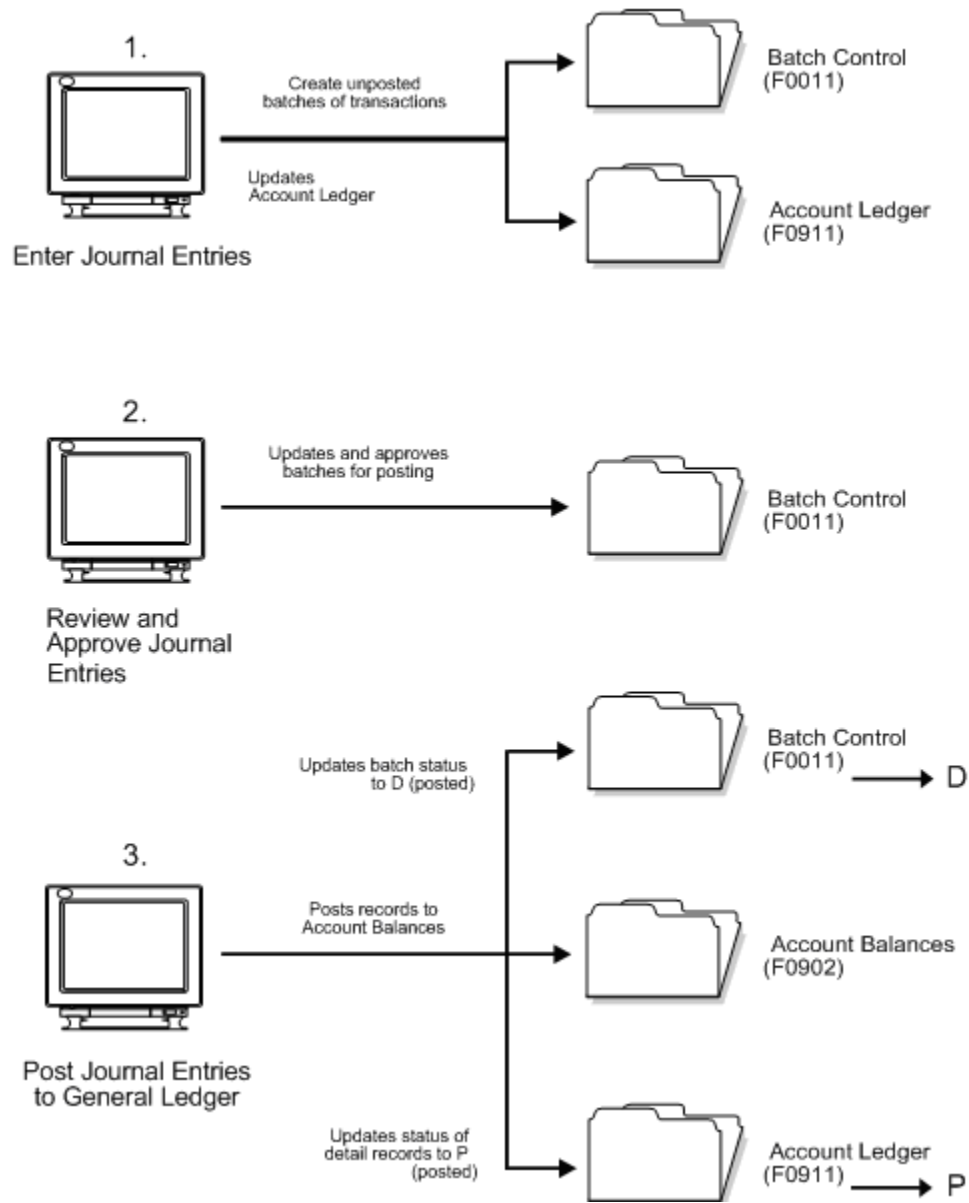 1.
Create unposted
batches of transactions
Updates
Account Ledger
Enter Journal Entries
Batch Control
(F0011)
Account Ledger
(F0911)
2.
Updates and approves
batches for posting
Review and
Approve Journal
Entries
Batch Control
(F0011)
3.
Updates batch status
to D (posted)
Posts records to
Account Balances
Updates status of
detail records to P
(posted)
Post Journal Entries
to General Ledger
Batch Control
(F0011)
D
Account Balances
(F0902)
Account Ledger
(F0911)
P